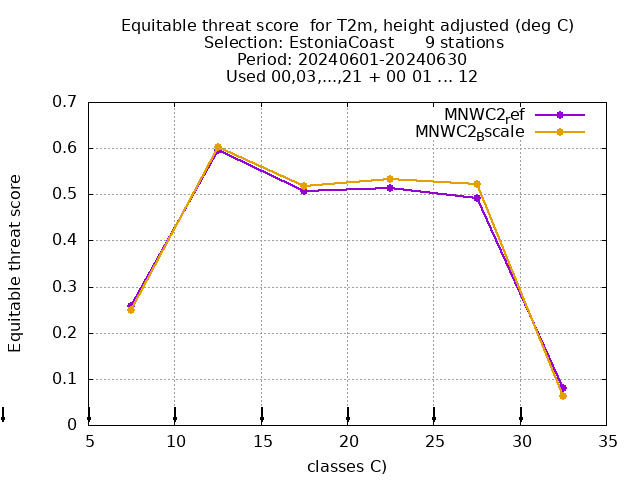 Equitable threat score for T2m, height adjusted (deg C)
Selection: EstoniaCoast 9 stations
Period: 20240601-20240630
Used 00,03,...,21 + 00 01 ... 12
MNWC2_ref
MNWC2_Bscale
Equitable threat score
0.7
0.6
0.5
0.4
0.3
0.2
0.1
0
5 10 15 20 25 30 35
classes C)